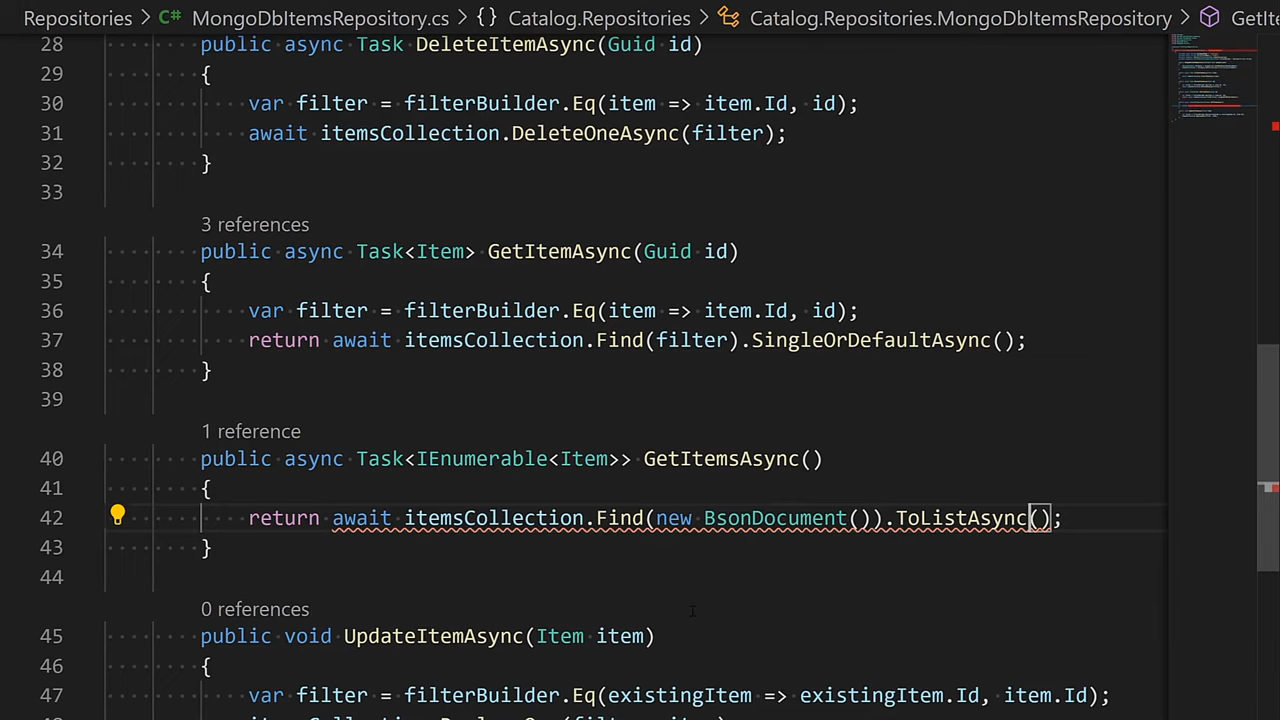 Repositories > C# MongoDbItemsRepository.cs > {} Catalog.Repositories > Catalog.Repositories.MongoDbItemsRepository > GetIte
28 public async Task DeleteItemAsync(Guid id)
29 {
30 var filter = filterBuilder.Eq(item => item.Id, id);
31 await itemsCollection.DeleteOneAsync(filter);
32 }
33
3 references
34 public async Task<Item> GetItemAsync(Guid id)
35 {
36 var filter = filterBuilder.Eq(item => item.Id, id);
37 return await itemsCollection.Find(filter).SingleOrDefaultAsync();
38 }
39
1 reference
40 public async Task<IEnumerable<Item>> GetItemsAsync()
41 {
42 return await itemsCollection.Find(new BsonDocument()).ToListAsync();
43 }
44
0 references
45 public void UpdateItemAsync(Item item)
46 {
47 var filter = filterBuilder.Eq(existingItem => existingItem.Id, item.Id);